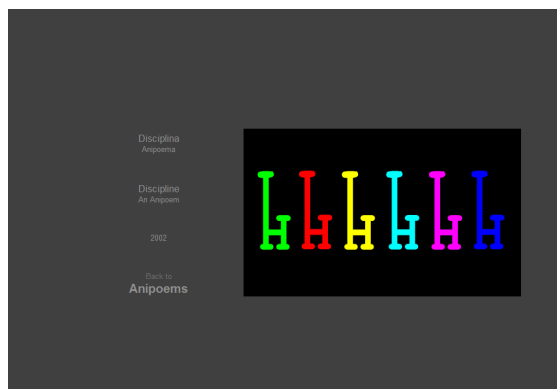 Disciplina
Anipoema
Discipline
An Anipoem
2002
Back to
Anipoems